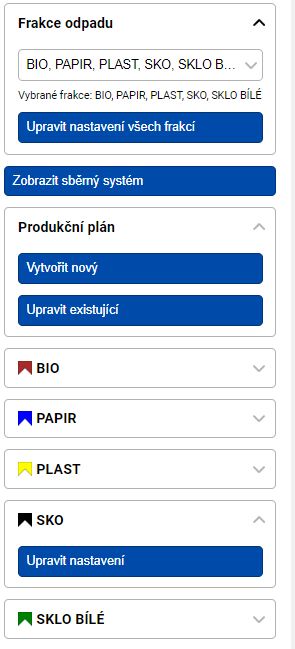 Frakce odpadu
BIO, PAPIR, PLAST, SKO, SKLO B...
Vybrané frakce: BIO, PAPIR, PLAST, SKO, SKLO BÍLÉ
Upravit nastavení všech frakcí
Zobrazit sběrný systém
Produkční plán
Vytvořit nový
Upravit existující
BIO
PAPIR
PLAST
SKO
Upravit nastavení
SKLO BÍLÉ